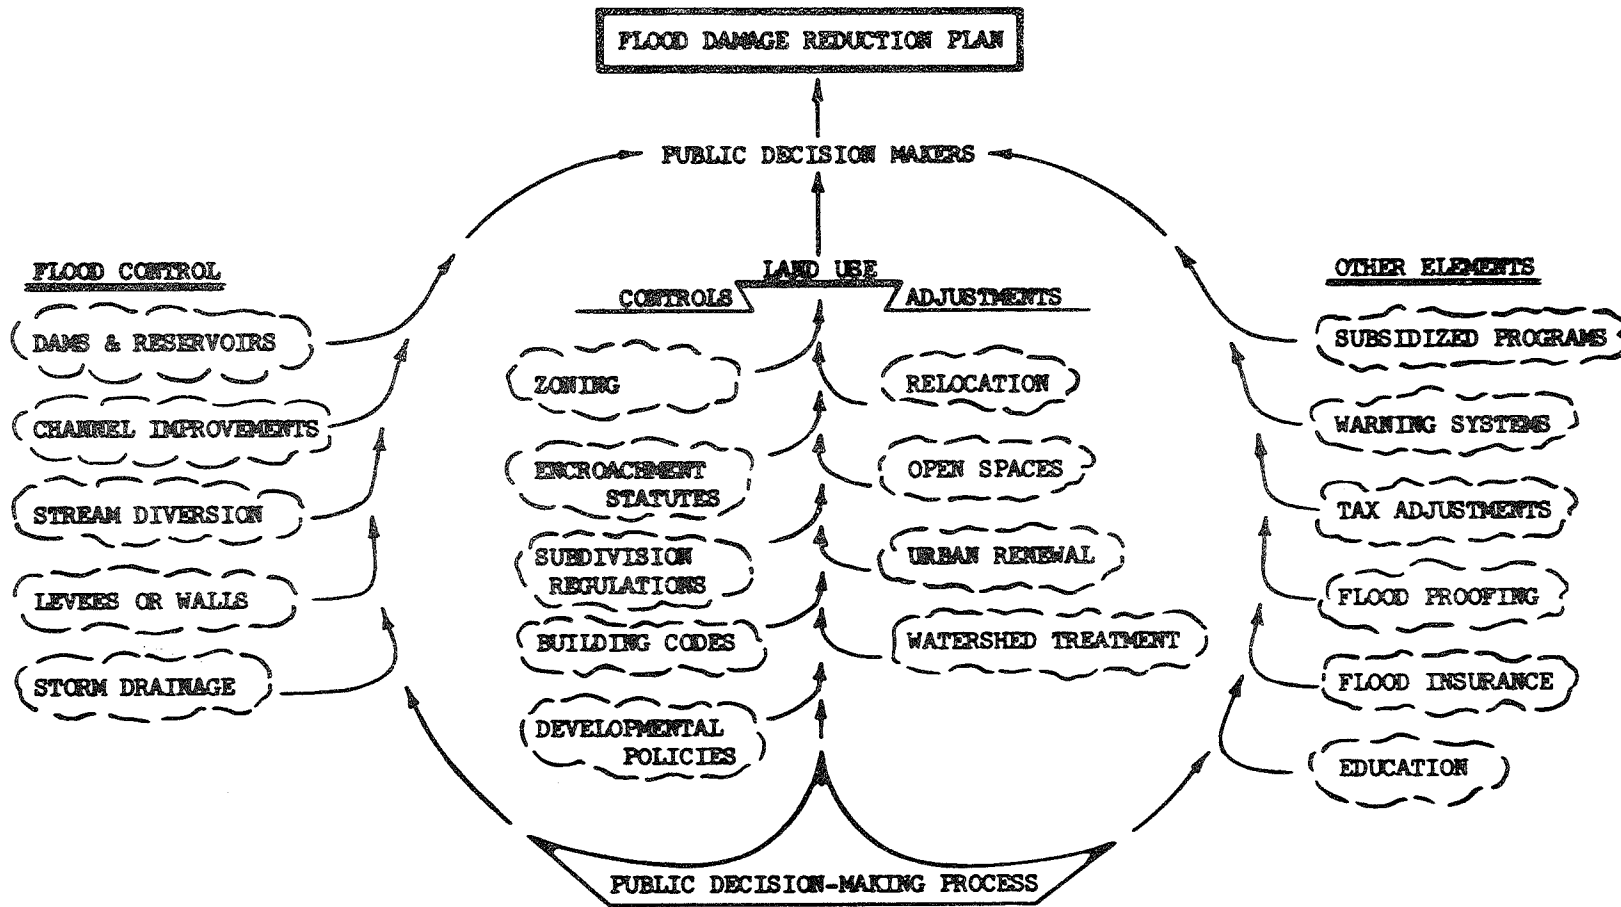 FLOOD DAMAGE REDUCTION PLAN
PUBLIC DECISION MAKERS
FLOOD CONTROL
DAMS & RESERVOIRS
CHANNEL IMPROVEMENTS
STREAM DIVERSION
LEVEES OR WALLS
STORM DRAINAGE
LAND USE
CONTROLS
ZONING
ENCROACHMENT
STATUTES
SUBDIVISION
REGULATIONS
BUILDING CODES
DEVELOPMENTAL
POLICIES
ADJUSTMENTS
RELOCATION
OPEN SPACES
URBAN RENEWAL
WATERSHED TREATMENT
OTHER ELEMENTS
SUBSIDIZED PROGRAMS
WARNING SYSTEMS
TAX ADJUSTMENTS
FLOOD PROOFING
FLOOD INSURANCE
EDUCATION
PUBLIC DECISION-MAKING PROCESS